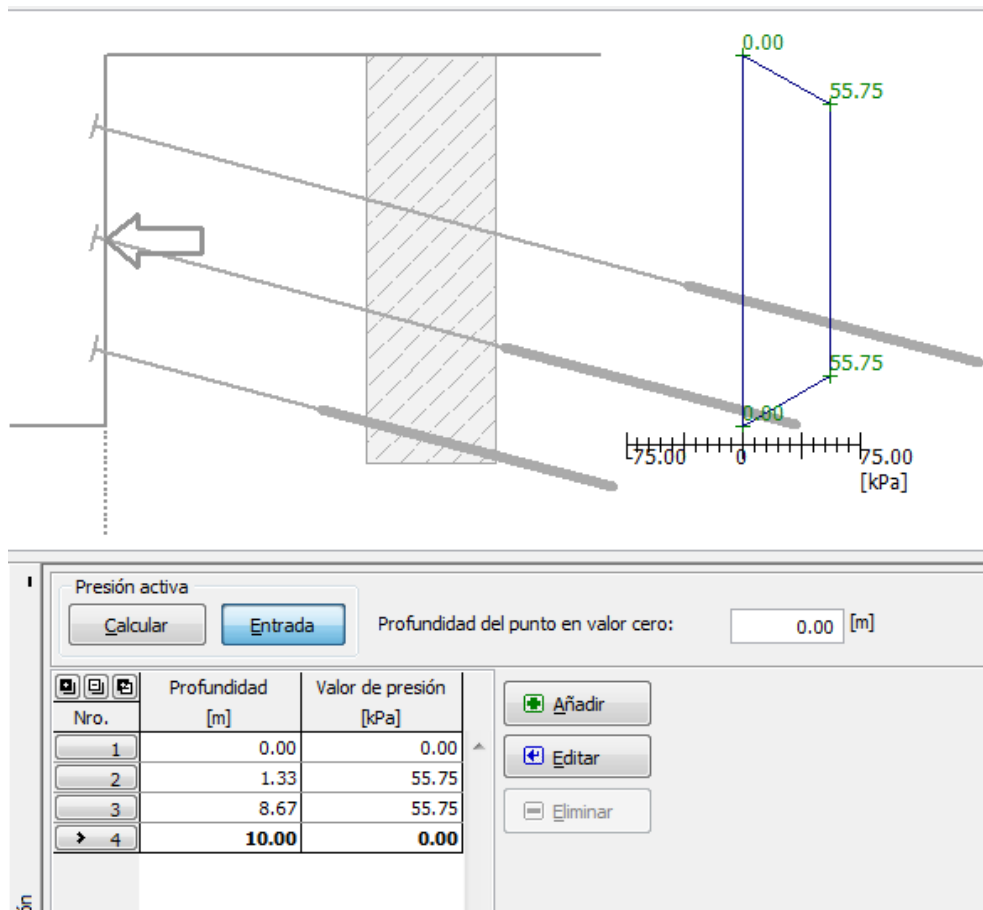 0.00
55.75
55.75
0.00
-75.00 0 75.00
[kPa]
Presión activa
Calcular Entrada Profundidad del punto en valor cero: 0.00 [m]
Nro. Profundidad [m] Valor de presión [kPa]
1 0.00 0.00
2 1.33 55.75
3 8.67 55.75
4 10.00 0.00
Añadir
Editar
Eliminar
ón